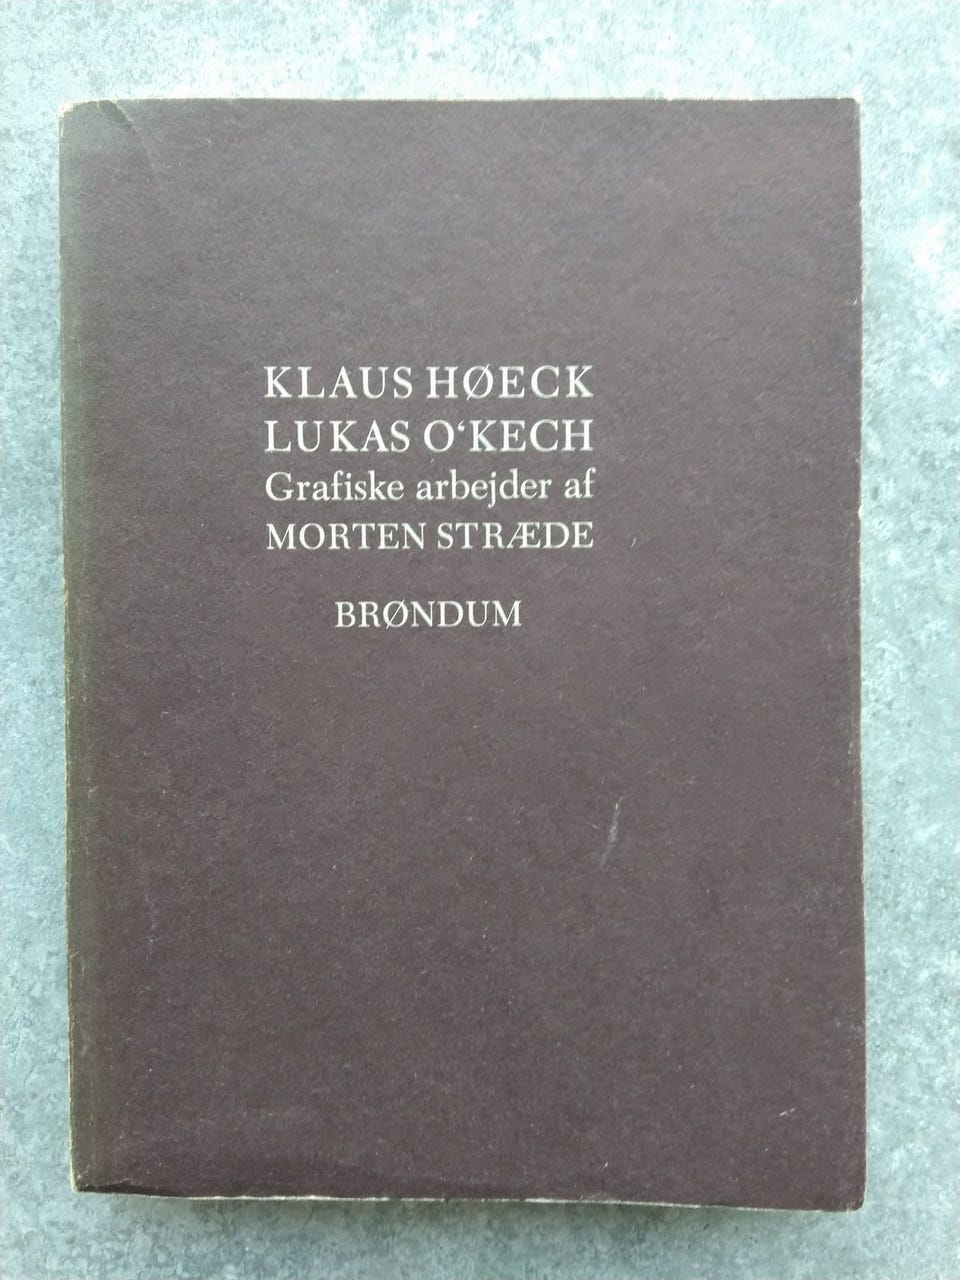 KLAUS HØECK
LUKAS O‘KECH
Grafiske arbejder af
MORTEN STRÆDE
BRØNDUM